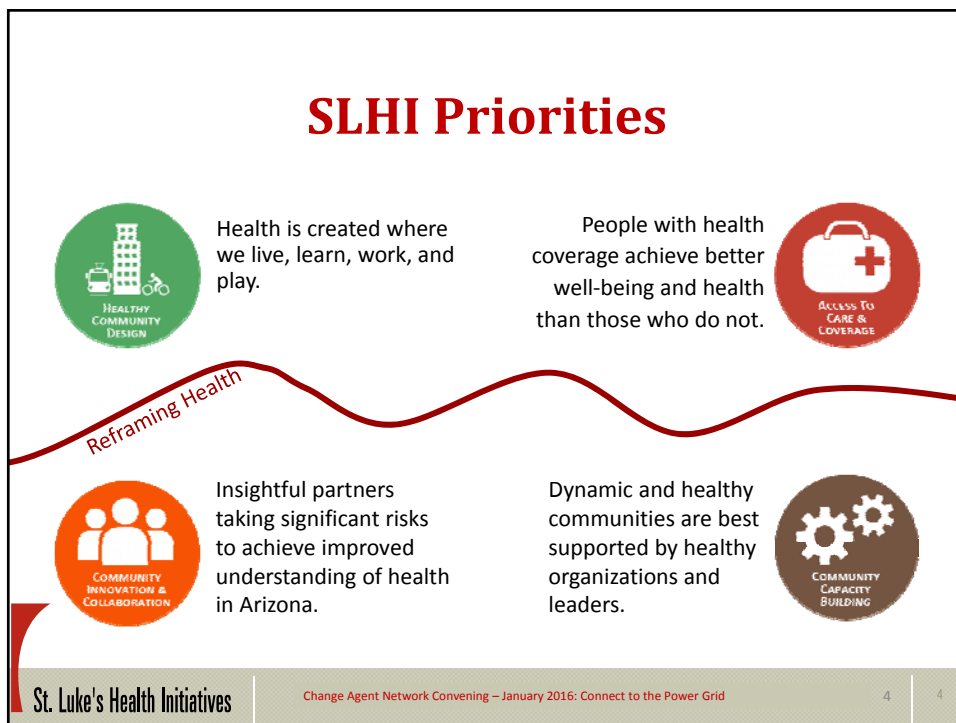 SLHI Priorities
HEALTHY
COMMUNITY
DESIGN
Health is created where
we live, learn, work, and
play.
People with health
coverage achieve better
well-being and health
than those who do not.
ACCESS TO
CARE &
COVERAGE
Reframing Health
COMMUNITY
INNOVATION &
COLLABORATION
Insightful partners
taking significant risks
to achieve improved
understanding of health
in Arizona.
Dynamic and healthy
communities are best
supported by healthy
organizations and
leaders.
COMMUNITY
CAPACITY
BUILDING
St. Luke's Health Initiatives
Change Agent Network Convening – January 2016: Connect to the Power Grid
4
4